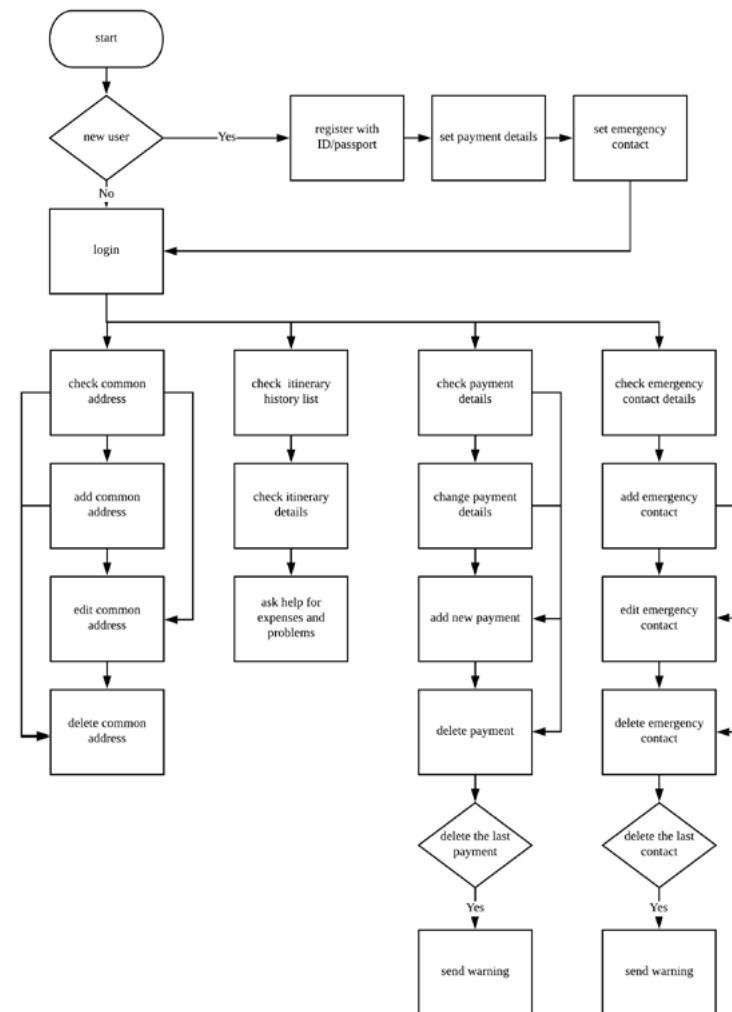 start
new user
Yes
register with
ID/passport
set payment details
set emergency
contact
No
login
check common
address
check itinerary
history list
check payment
details
check emergency
contact details
add common
address
check itinerary
details
change payment
details
add emergency
contact
edit common
address
ask help for
expenses and
problems
add new payment
edit emergency
contact
delete common
address
delete payment
delete emergency
contact
delete the last
payment
delete the last
contact
Yes
Yes
send warning
send warning